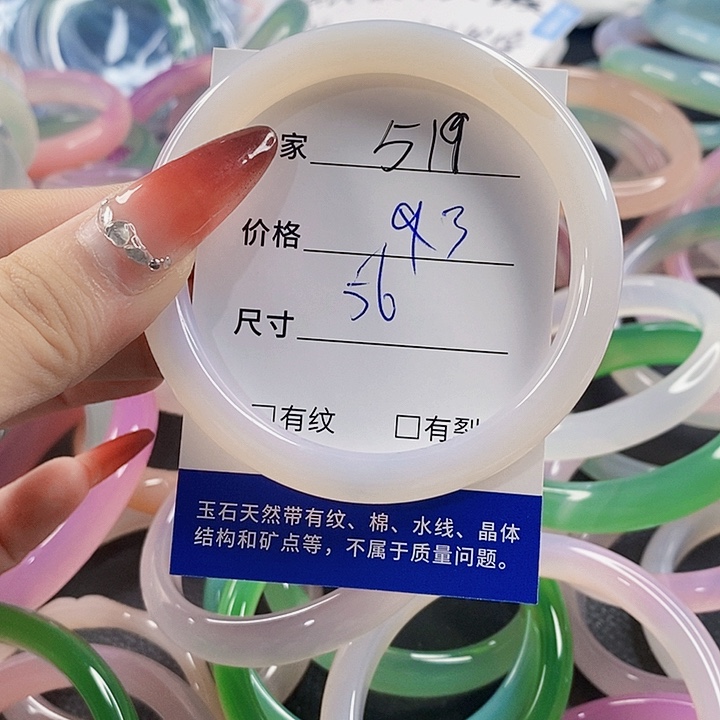 家 519
价格
尺寸 56
□有纹 □有裂
玉石天然带有纹、棉、水线、晶体
结构和矿点等，不属于质量问题。